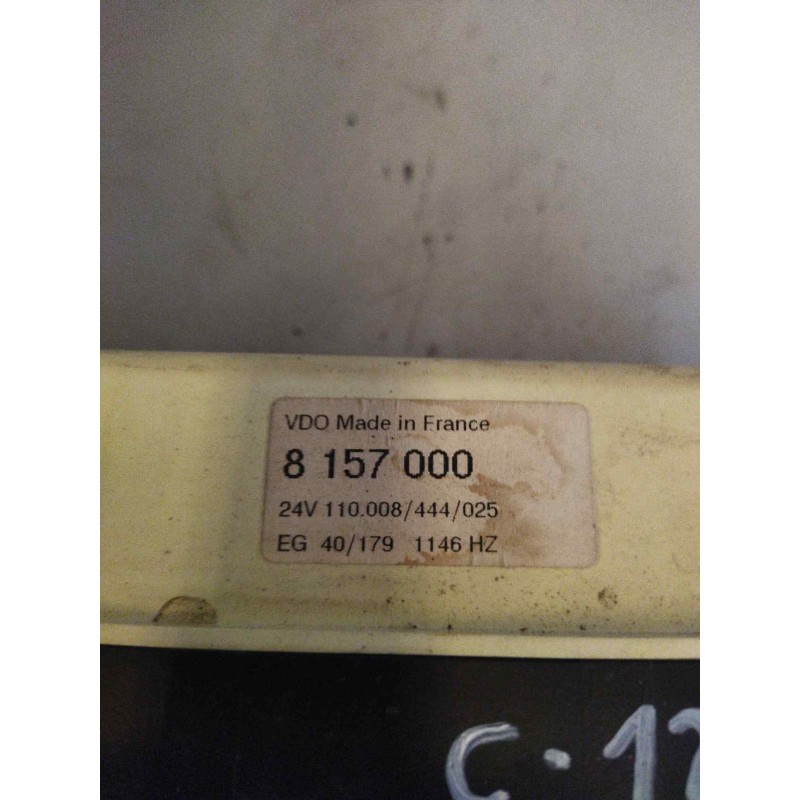 VDO Made in France
8 157 000
24V 110.008/444/025
EG 40/179 1146 HZ